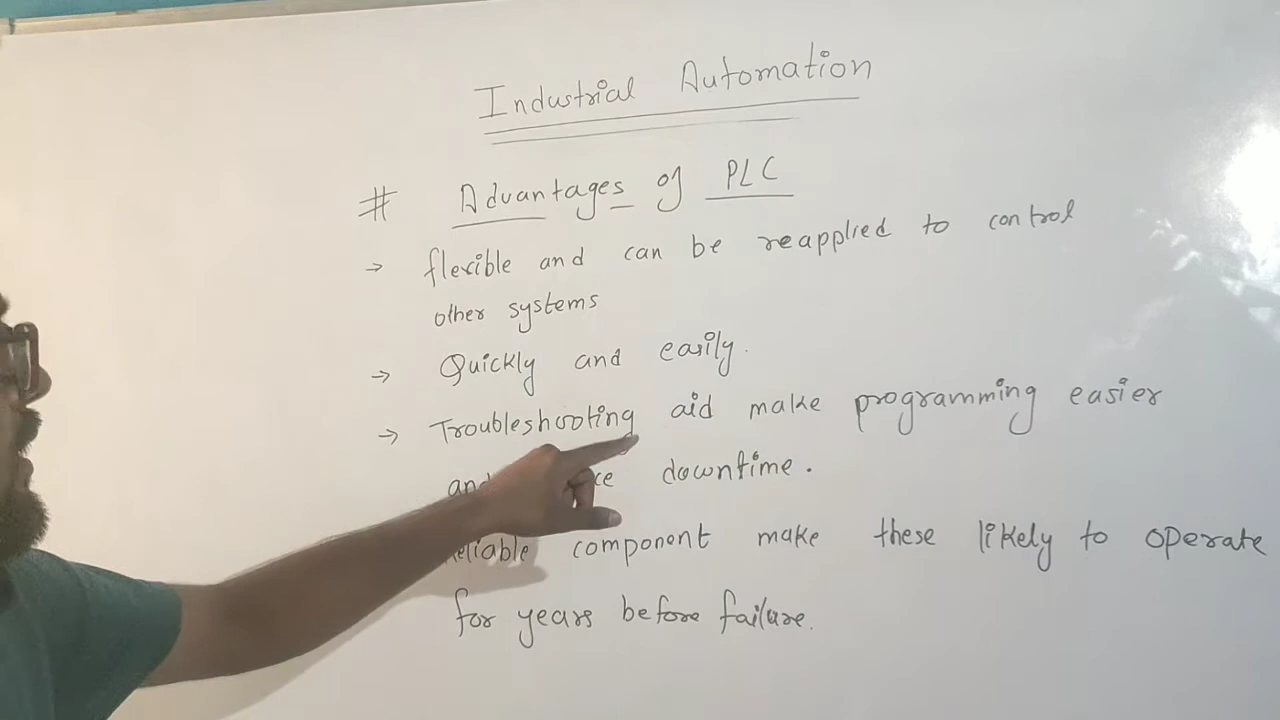 Industrial Automation
# Advantages of PLC
→ flexible and can be reapplied to control
other systems
→ Quickly and easily.
→ Troubleshooting aid make programming easier
and downtime.
Reliable component make these likely to operate
for years before failure.